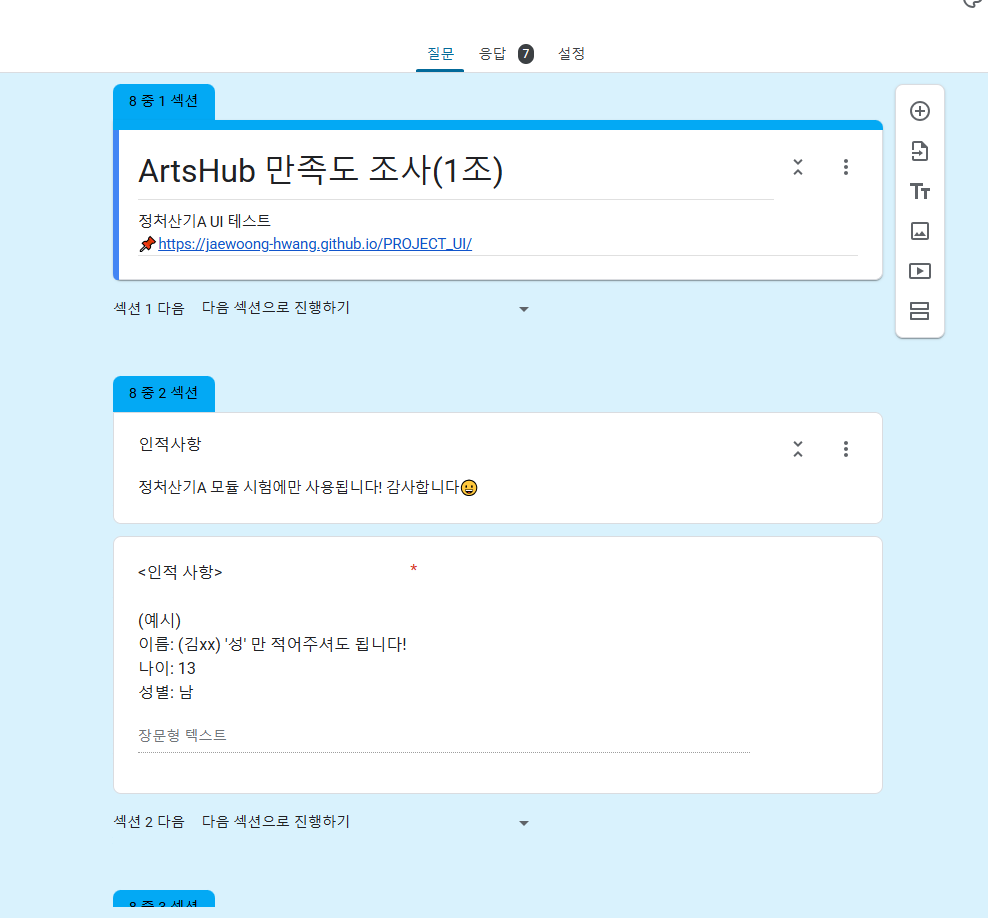 질문 응답 7 설정
8 중 1 섹션
ArtsHub 만족도 조사(1조)
정처산기A UI 테스트
📌https://jaewoong-hwang.github.io/PROJECT_UI/
섹션 1 다음 다음 섹션으로 진행하기
8 중 2 섹션
인적사항
정처산기A 모듈 시험에만 사용됩니다! 감사합니다😀
<인적 사항> *
(예시)
이름: (김xx) '성' 만 적어주셔도 됩니다!
나이: 13
성별: 남
장문형 텍스트
섹션 2 다음 다음 섹션으로 진행하기
8 중 3 섹션